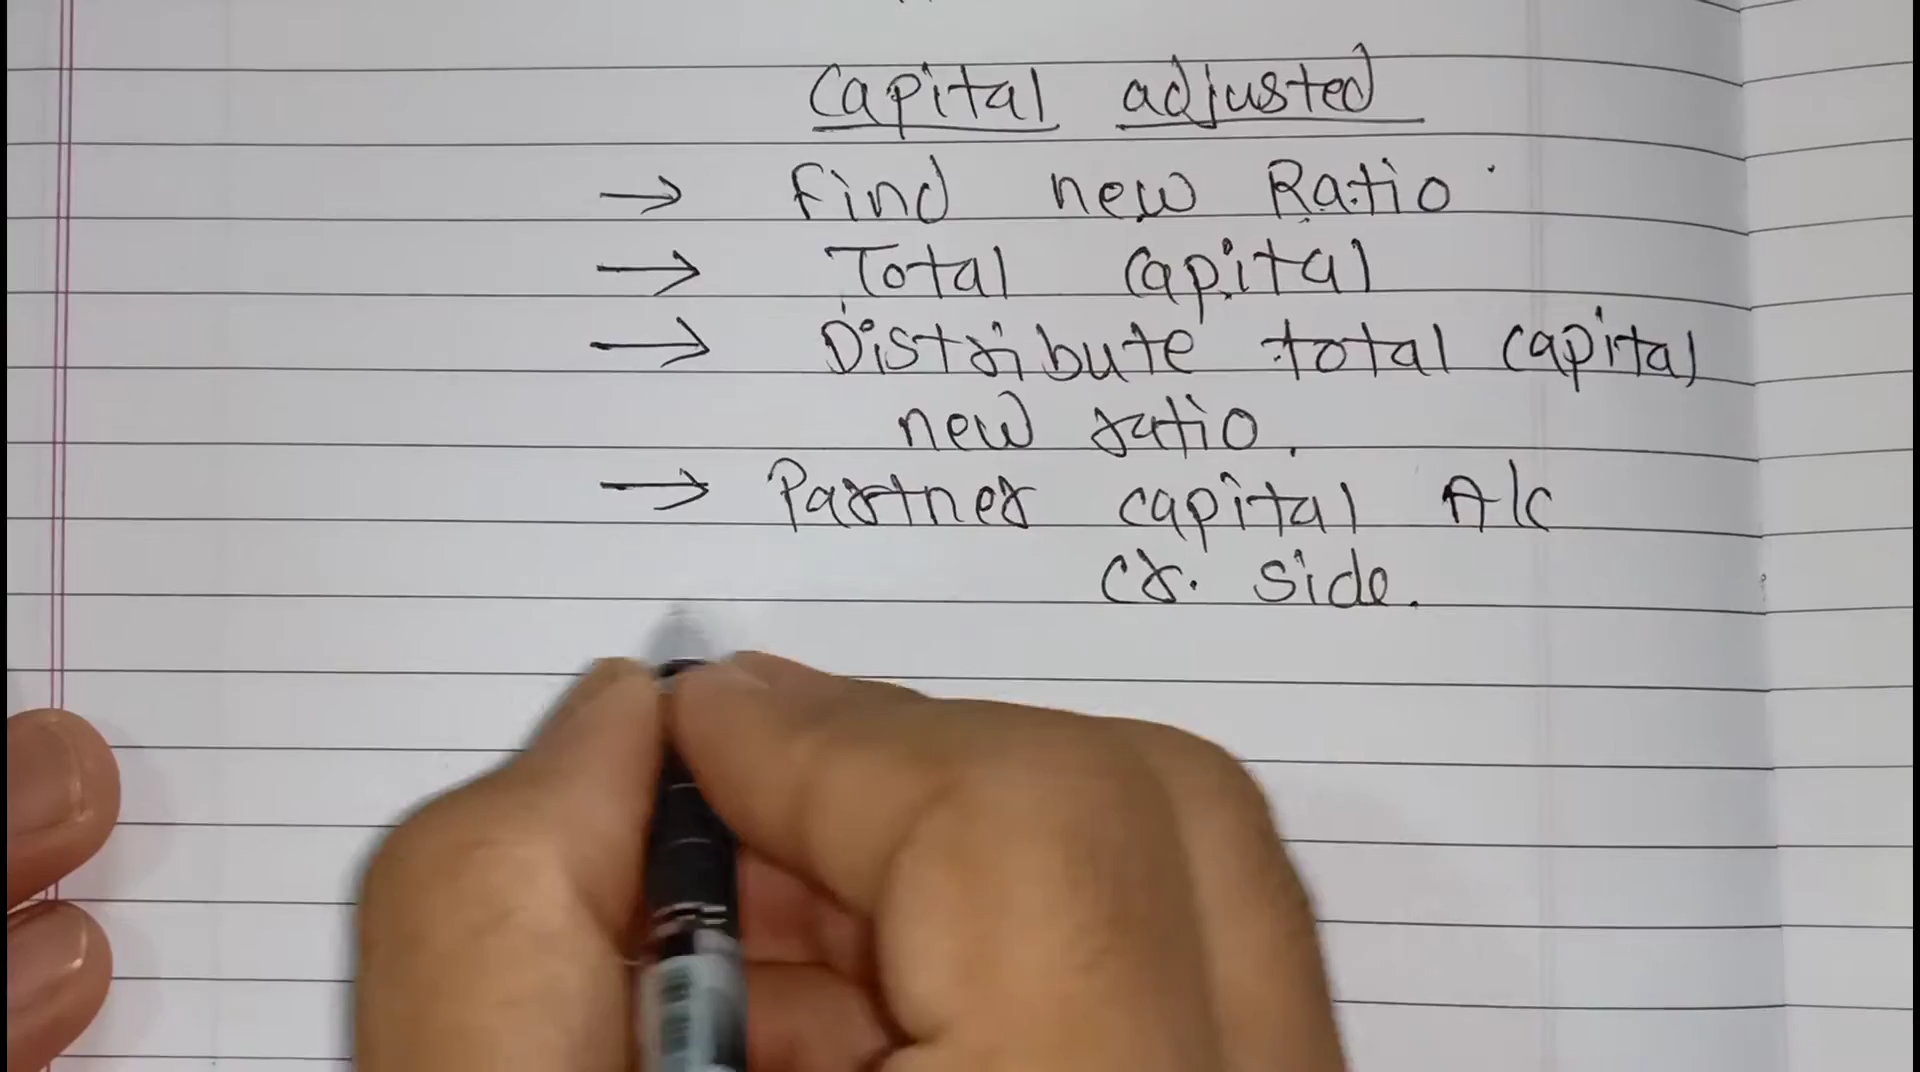 Capital adjusted
→ Find new Ratio
→ Total capital
→ Distribute total capital
new ratio.
→ Partner capital A/c
cr. side.